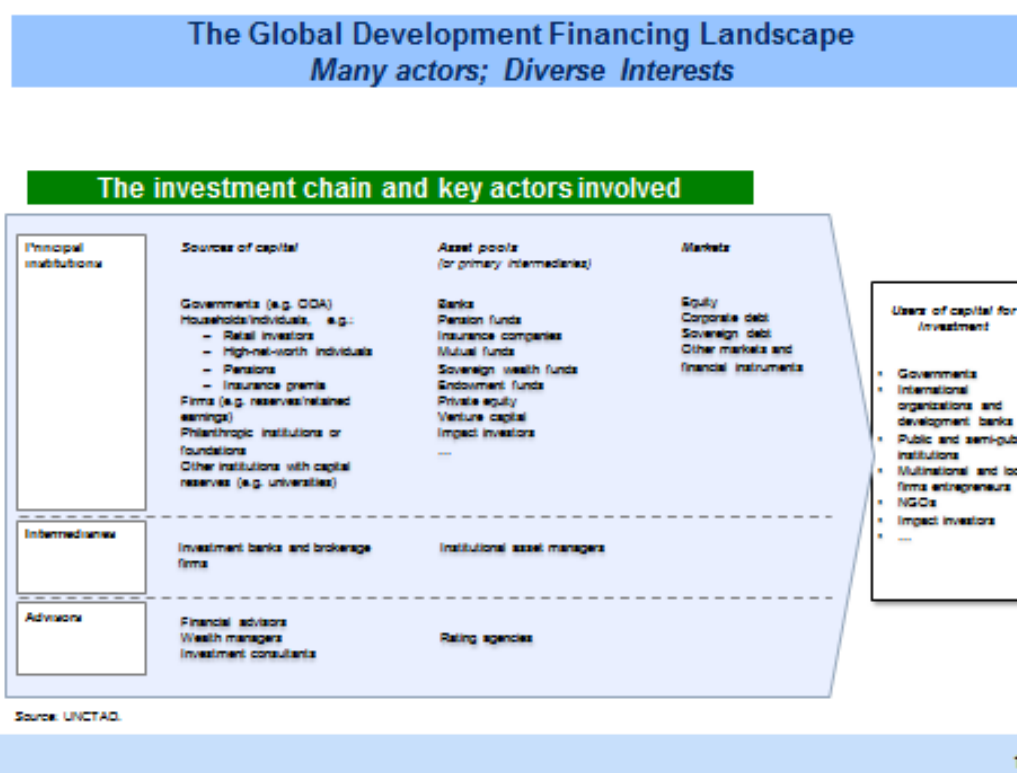 The Global Development Financing Landscape
Many actors; Diverse Interests
The investment chain and key actors involved
Principal
institutions
Sources of capital
Governments (e.g. ODA)
Households/individuals, e.g.:
– Retail investors
– High-net-worth individuals
– Pensions
– Insurance premia
Firms (e.g. reserves/retained
earnings)
Philanthropic institutions or
foundations
Other institutions with capital
reserves (e.g. universities)
Asset pools
(or primary intermediaries)
Banks
Pension funds
Insurance companies
Mutual funds
Sovereign wealth funds
Endowment funds
Private equity
Venture capital
Impact investors
....
Markets
Equity
Corporate debt
Sovereign debt
Other markets and
financial instruments
Intermediaries
Investment banks and brokerage
firms
Institutional asset managers
Advisors
Financial advisors
Wealth managers
Investment consultants
Rating agencies
Users of capital for
investment
• Governments
• International
organizations and
development banks
• Public and semi-pub
institutions
• Multinational and loc
firms entrepreneurs
• NGOs
• Impact investors
• ....
Source: UNCTAD.